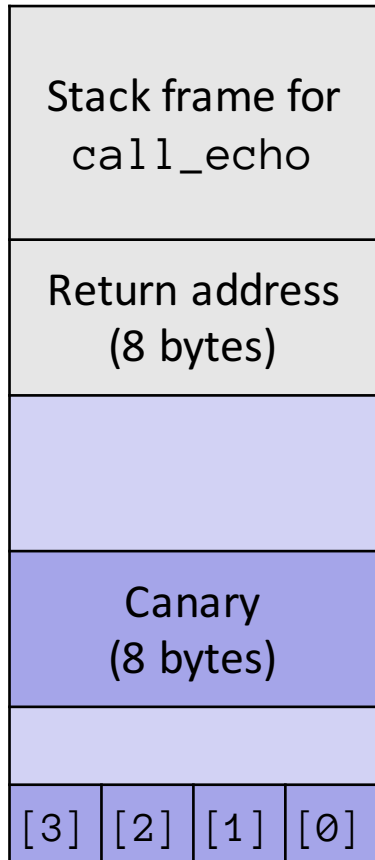 Stack frame for
call_echo
Return address
(8 bytes)
Canary
(8 bytes)
[3] [2] [1] [0]